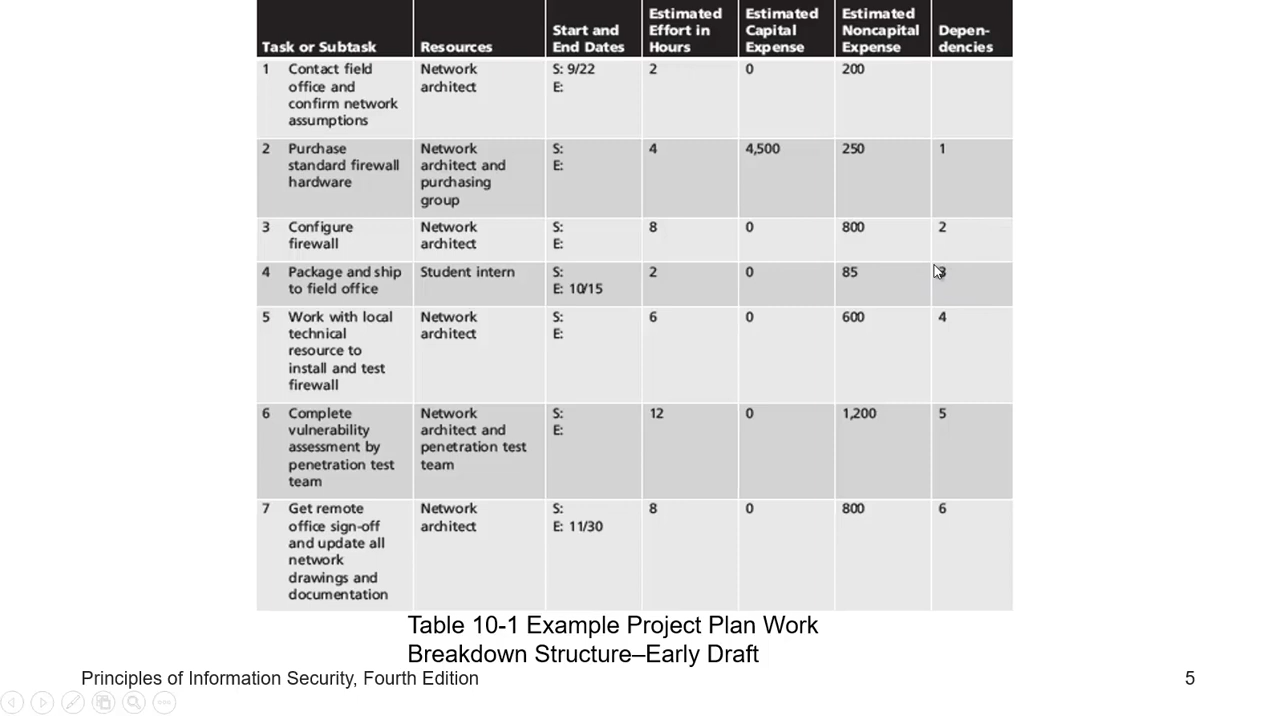 Task or Subtask Resources Start and End Dates Estimated Effort in Hours Estimated Capital Expense Estimated Noncapital Expense Depen-dencies
1 Contact field office and confirm network assumptions Network architect S: 9/22 E: 2 0 200
2 Purchase standard firewall hardware Network architect and purchasing group S: E: 4 4,500 250 1
3 Configure firewall Network architect S: E: 8 0 800 2
4 Package and ship to field office Student intern S: E: 10/15 2 0 85 3
5 Work with local technical resource to install and test firewall Network architect S: E: 6 0 600 4
6 Complete vulnerability assessment by penetration test team Network architect and penetration test team S: E: 12 0 1,200 5
7 Get remote office sign-off and update all network drawings and documentation Network architect S: E: 11/30 8 0 800 6
Table 10-1 Example Project Plan Work
Breakdown Structure–Early Draft
Principles of Information Security, Fourth Edition 5